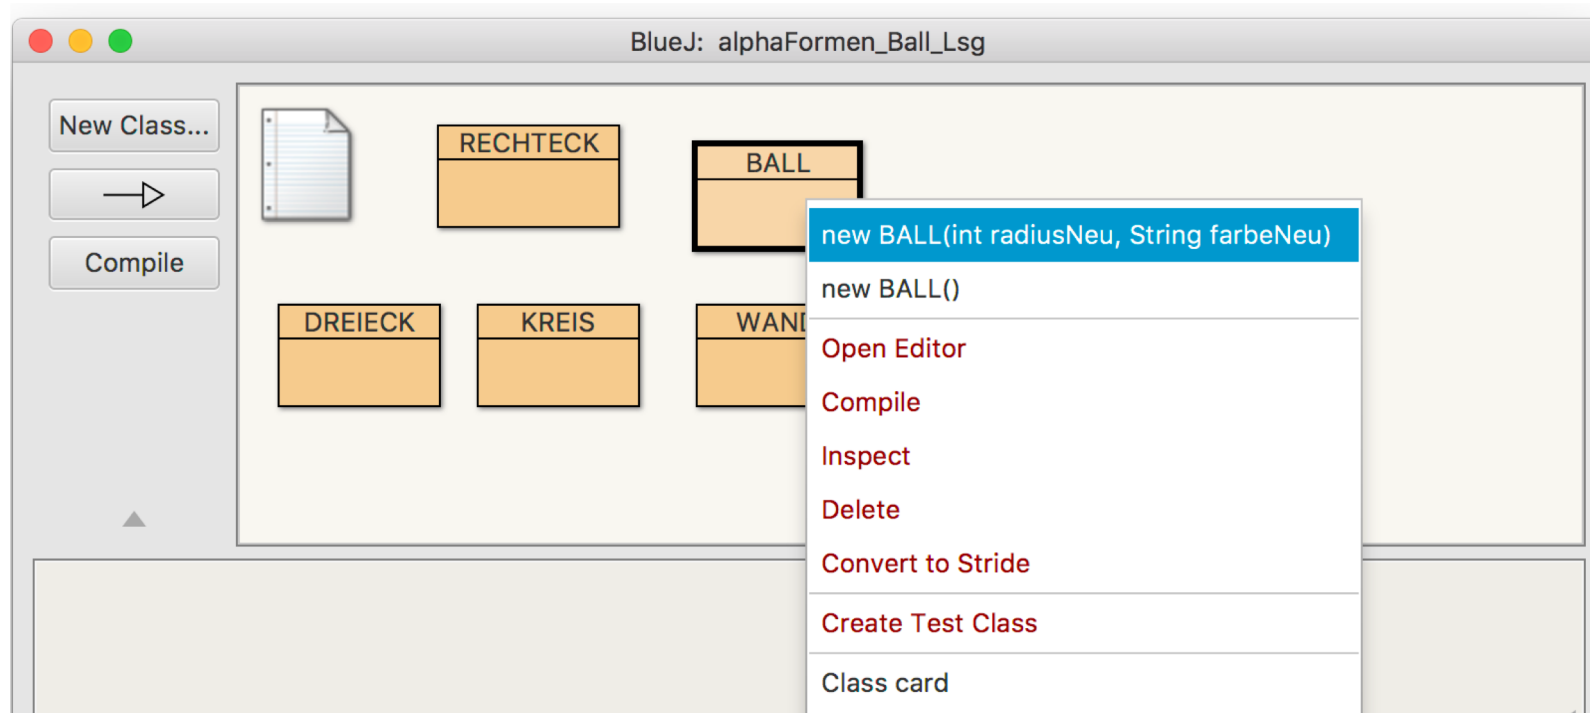 BlueJ: alphaFormen_Ball_Lsg
New Class...
Compile
RECHTECK
BALL
DREIECK
KREIS
WAND
new BALL(int radiusNeu, String farbeNeu)
new BALL()
Open Editor
Compile
Inspect
Delete
Convert to Stride
Create Test Class
Class card